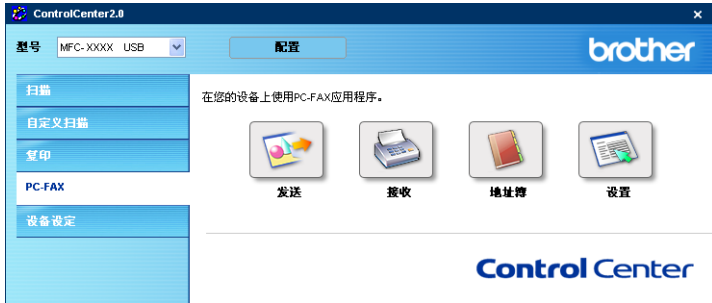 ControlCenter2.0
型号 MFC-XXXX USB 配置 brother
扫描
自定义扫描
复印
PC-FAX
设备设定
在您的设备上使用PC-FAX应用程序。
发送 接收 地址簿 设置
Control Center